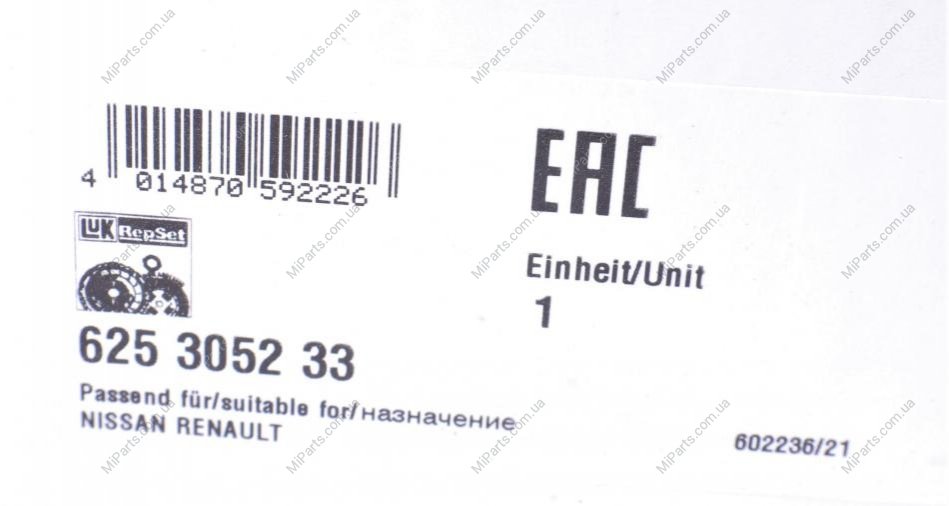 4 014870 592226
EAC
LUK RepSet
Einheit/Unit
1
625 3052 33
Passend für/suitable for/назначение
NISSAN RENAULT
602236/21
MiParts.com.ua